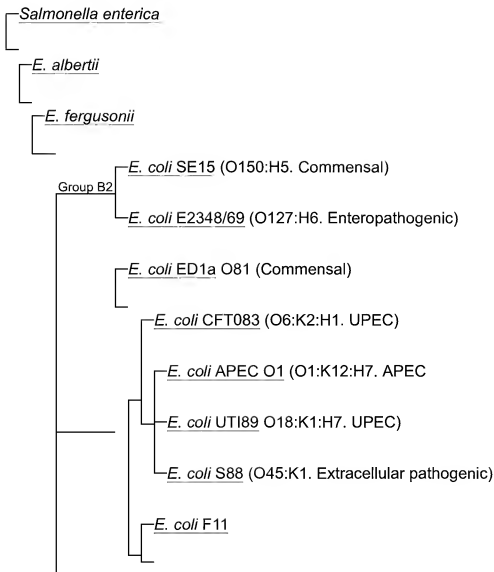 Salmonella enterica
E. albertii
E. fergusonii
E. coli SE15 (O150:H5. Commensal)
Group B2
E. coli E2348/69 (O127:H6. Enteropathogenic)
E. coli ED1a O81 (Commensal)
E. coli CFT083 (O6:K2:H1. UPEC)
E. coli APEC O1 (O1:K12:H7. APEC
E. coli UTI89 O18:K1:H7. UPEC)
E. coli S88 (O45:K1. Extracellular pathogenic)
E. coli F11